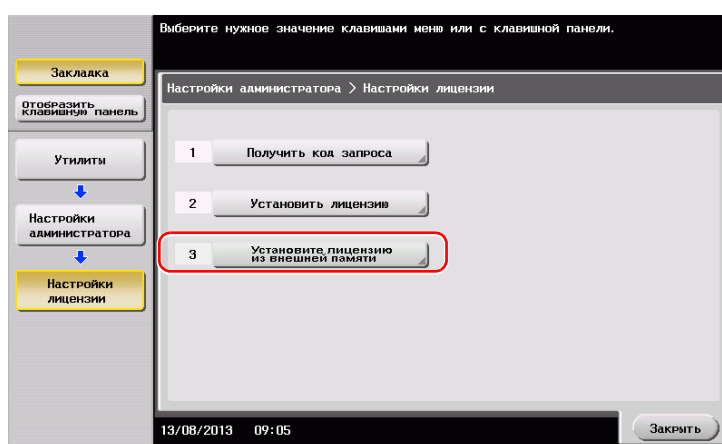 Выберите нужное значение клавишами меню или с клавишной панели.
Закладка
Отобразить
клавишную панель
Настройки администратора > Настройки лицензии
Утилиты
Настройки
администратора
Настройки
лицензии
1 Получить код запроса
2 Установить лицензию
3 Установите лицензию
из внешней памяти
13/08/2013 09:05
Закрыть